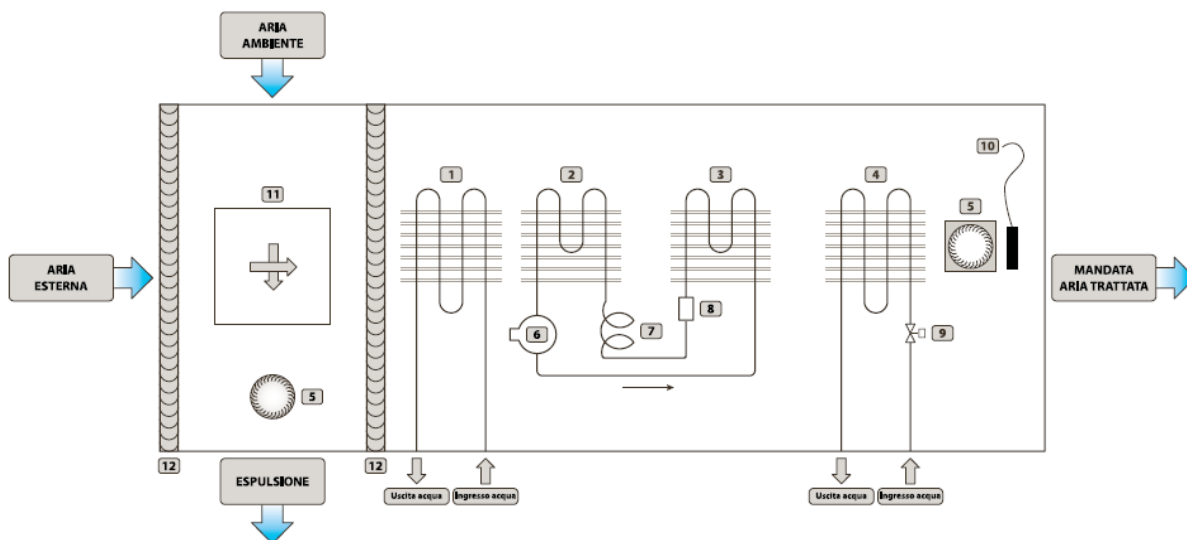 ARIA
AMBIENTE
1
2
3
4
10
11
5
ARIA
ESTERNA
MANDATA
ARIA TRATTATA
8
6
7
9
5
12
12
ESPULSIONE
Uscita acqua
Ingresso acqua
Uscita acqua
Ingresso acqua